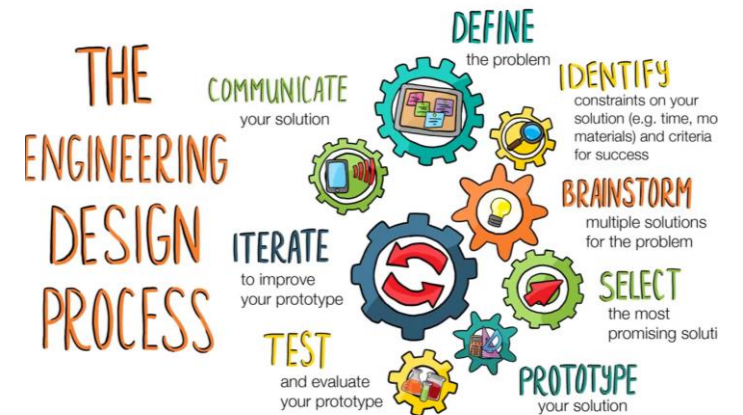 THE
ENGINEERING
DESIGN
PROCESS
DEFINE
the problem
IDENTIFY
constraints on your
solution (e.g. time, mo
materials) and criteria
for success
BRAINSTORM
multiple solutions
for the problem
SELECT
the most
promising soluti
PROTOTYPE
your solution
TEST
and evaluate
your prototype
ITERATE
to improve
your prototype
COMMUNICATE
your solution